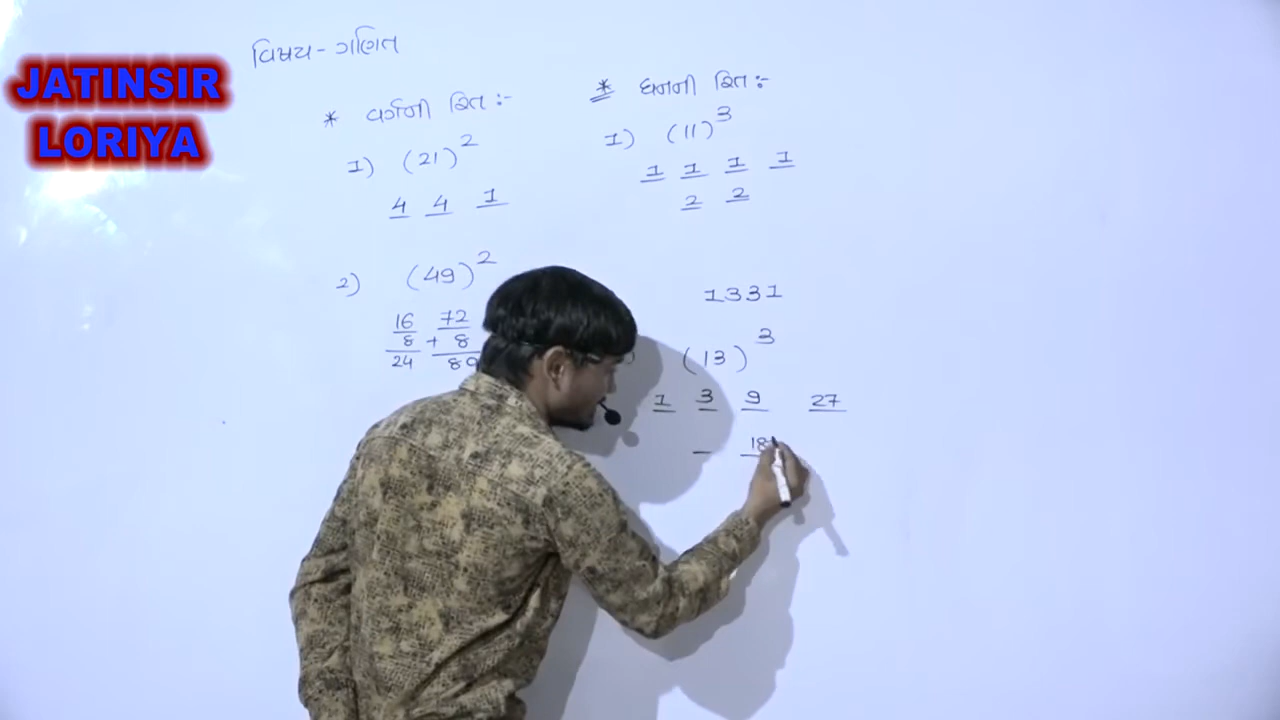 JATINSIR
LORIYA
વિષય - ગણિત
* વર્ગની રિત :-
1) (21)²
4 4 1
2) (49)²
16 72
8 + 8
24 80
* ઘનની રિત :-
1) (11)³
1 1 1 1
2 2
1331
(13)³
1 3 9 27
18